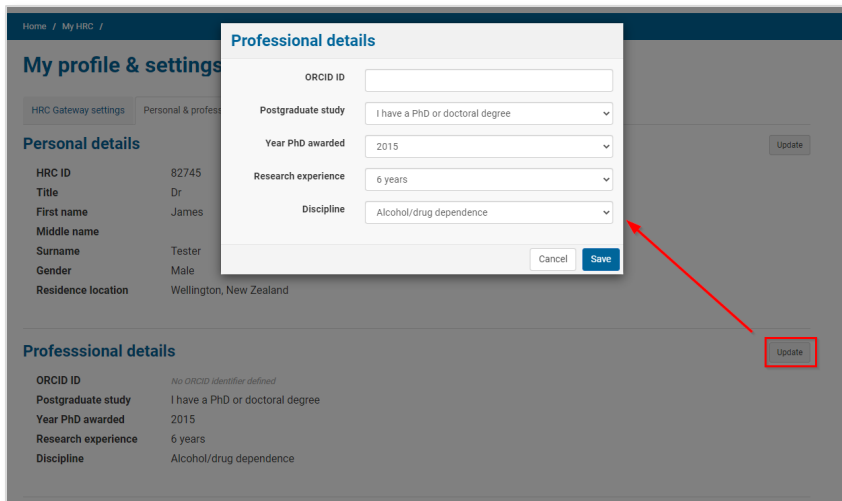 Home / My HRC /
My profile & settings
HRC Gateway settings
Personal & profess
Personal details
Update
HRC ID 82745
Title Dr
First name James
Middle name
Surname Tester
Gender Male
Residence location Wellington, New Zealand
Professional details
ORCID ID
Postgraduate study I have a PhD or doctoral degree
Year PhD awarded 2015
Research experience 6 years
Discipline Alcohol/drug dependence
Cancel Save
Professsional details
Update
ORCID ID No ORCID identifier defined
Postgraduate study I have a PhD or doctoral degree
Year PhD awarded 2015
Research experience 6 years
Discipline Alcohol/drug dependence